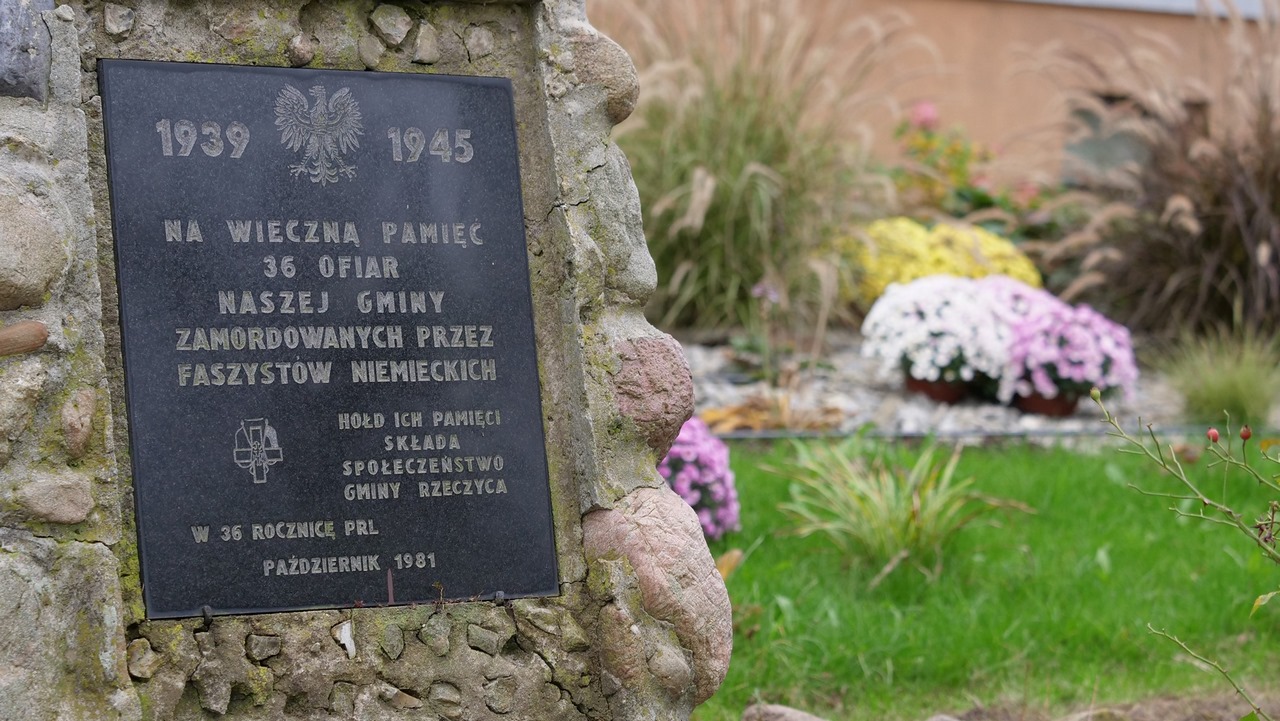 1939 1945
NA WIECZNĄ PAMIĘĆ
36 OFIAR
NASZEJ GMINY
ZAMORDOWANYCH PRZEZ
FASZYSTÓW NIEMIECKICH
HOŁD ICH PAMIĘCI
SKŁADA
SPOŁECZEŃSTWO
GMINY RZECZYCA
W 36 ROCZNICĘ PRL
PAŹDZIERNIK 1981